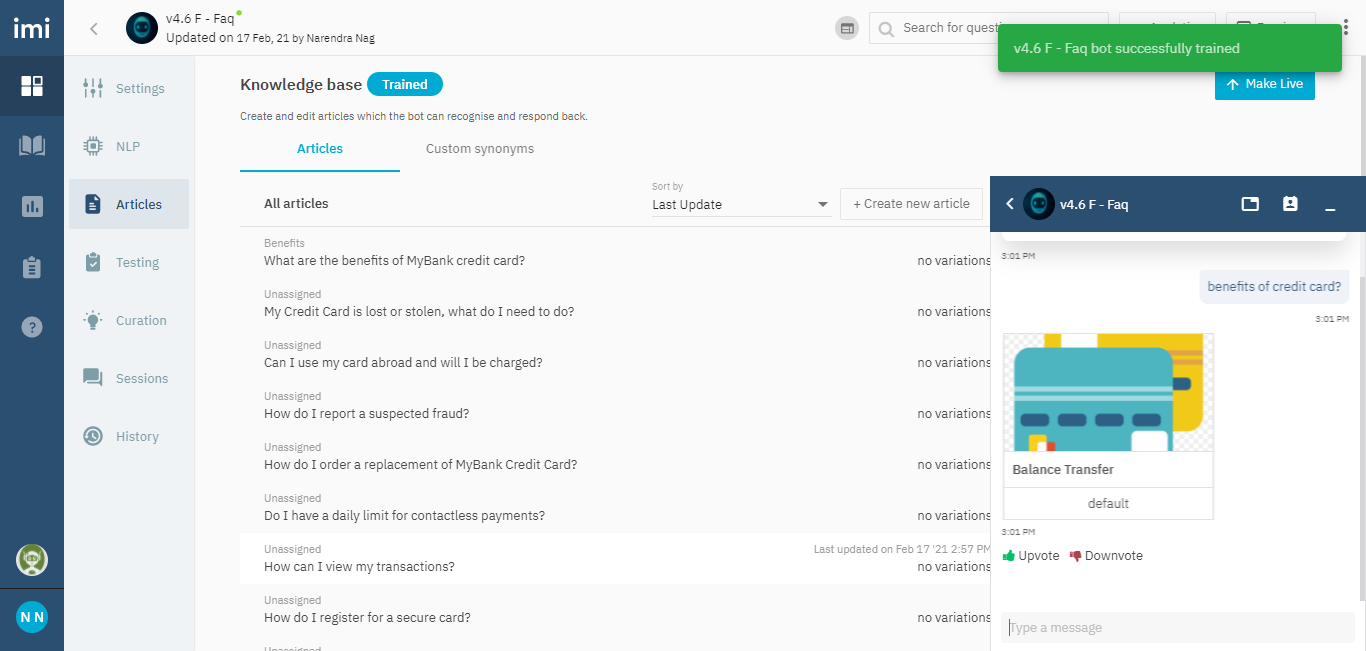 imi
v4.6 F - Faq
Updated on 17 Feb, 21 by Narendra Nag
Search for
v4.6 F - Faq bot successfully trained
Settings
NLP
Articles
Testing
Curation
Sessions
History
N N
Knowledge base Trained
Make Live
Create and edit articles which the bot can recognise and respond back.
Articles Custom synonyms
All articles
Sort by
Last Update
+ Create new article
Benefits
What are the benefits of MyBank credit card? no variations
Unassigned
My Credit Card is lost or stolen, what do I need to do? no variations
Unassigned
Can I use my card abroad and will I be charged? no variations
Unassigned
How do I report a suspected fraud? no variations
Unassigned
How do I order a replacement of MyBank Credit Card? no variations
Unassigned
Do I have a daily limit for contactless payments? no variations
Unassigned Last updated on Feb 17 '21 2:57 PM
How can I view my transactions? no variations
Unassigned
How do I register for a secure card? no variations
Unassigned
v4.6 F - Faq
3:01 PM
benefits of credit card?
3:01 PM
Balance Transfer
default
3:01 PM
Upvote Downvote
Type a message